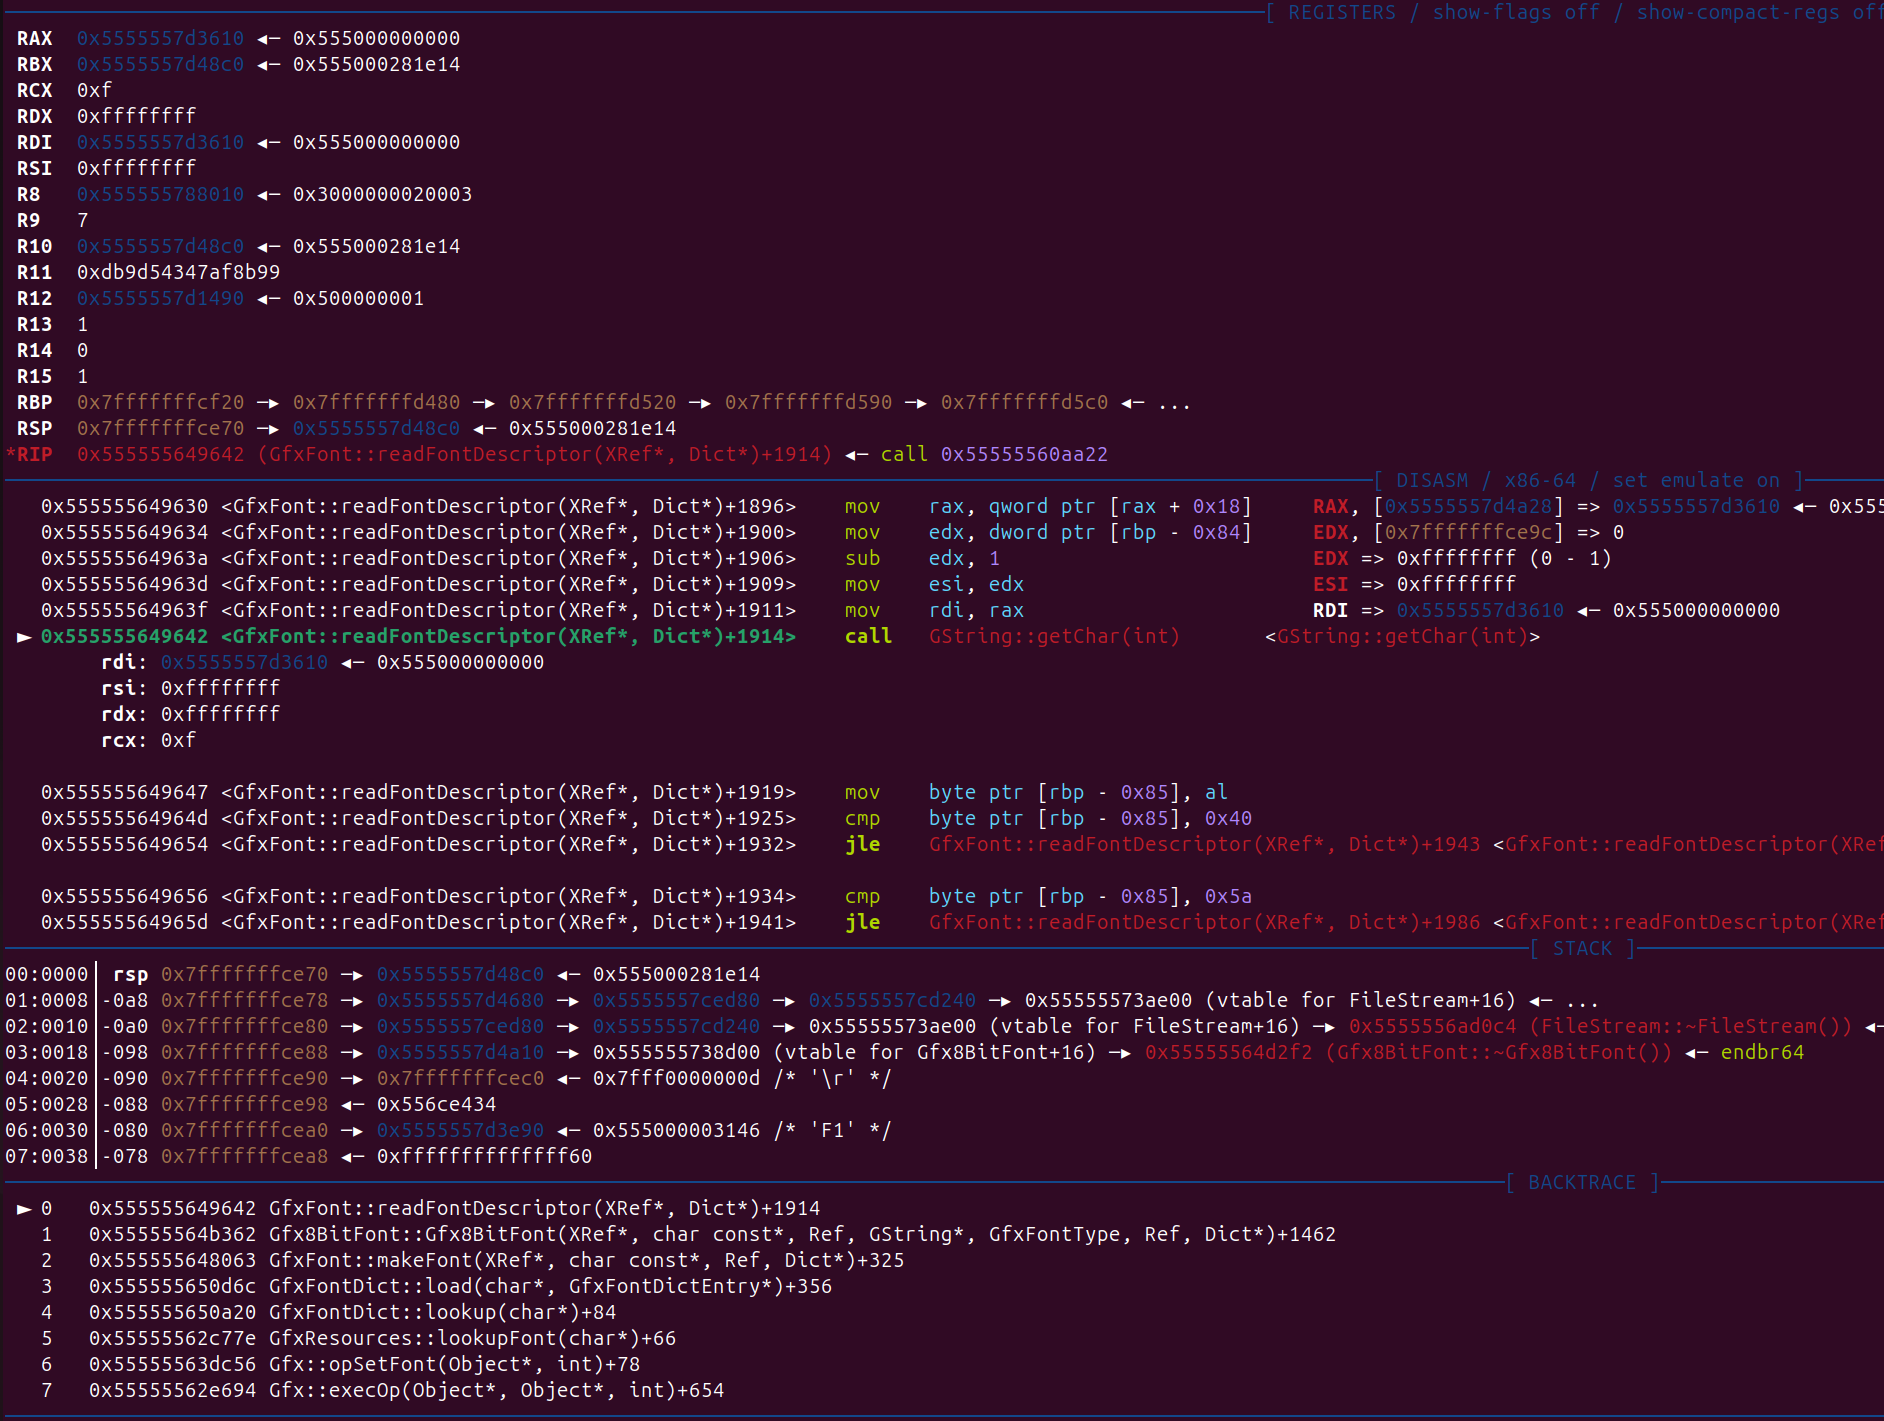 [ REGISTERS / show-flags off / show-compact-regs off
RAX  0x5555557d3610 ◂— 0x555000000000
RBX  0x5555557d48c0 ◂— 0x555000281e14
RCX  0xf
RDX  0xffffffff
RDI  0x5555557d3610 ◂— 0x555000000000
RSI  0xffffffff
R8   0x555555788010 ◂— 0x3000000020003
R9   7
R10  0x5555557d48c0 ◂— 0x555000281e14
R11  0xdb9d54347af8b99
R12  0x5555557d1490 ◂— 0x500000001
R13  1
R14  0
R15  1
RBP  0x7fffffffcf20 —▸ 0x7fffffffd480 —▸ 0x7fffffffd520 —▸ 0x7fffffffd590 —▸ 0x7fffffffd5c0 ◂— ...
RSP  0x7fffffffce70 —▸ 0x5555557d48c0 ◂— 0x555000281e14
*RIP  0x555555649642 (GfxFont::readFontDescriptor(XRef*, Dict*)+1914) ◂— call 0x55555560aa22
[ DISASM / x86-64 / set emulate on ]
0x555555649630 <GfxFont::readFontDescriptor(XRef*, Dict*)+1896>    mov    rax, qword ptr [rax + 0x18]     RAX, [0x5555557d4a28] => 0x5555557d3610 ◂— 0x555
0x555555649634 <GfxFont::readFontDescriptor(XRef*, Dict*)+1900>    mov    edx, dword ptr [rbp - 0x84]     EDX, [0x7fffffffce9c] => 0
0x55555564963a <GfxFont::readFontDescriptor(XRef*, Dict*)+1906>    sub    edx, 1     EDX => 0xffffffff (0 - 1)
0x55555564963d <GfxFont::readFontDescriptor(XRef*, Dict*)+1909>    mov    esi, edx     ESI => 0xffffffff
0x55555564963f <GfxFont::readFontDescriptor(XRef*, Dict*)+1911>    mov    rdi, rax     RDI => 0x5555557d3610 ◂— 0x555000000000
► 0x555555649642 <GfxFont::readFontDescriptor(XRef*, Dict*)+1914>    call   GString::getChar(int)       <GString::getChar(int)>
rdi: 0x5555557d3610 ◂— 0x555000000000
rsi: 0xffffffff
rdx: 0xffffffff
rcx: 0xf
0x555555649647 <GfxFont::readFontDescriptor(XRef*, Dict*)+1919>    mov    byte ptr [rbp - 0x85], al
0x55555564964d <GfxFont::readFontDescriptor(XRef*, Dict*)+1925>    cmp    byte ptr [rbp - 0x85], 0x40
0x555555649654 <GfxFont::readFontDescriptor(XRef*, Dict*)+1932>    jle    GfxFont::readFontDescriptor(XRef*, Dict*)+1943 <GfxFont::readFontDescriptor(XRef
0x555555649656 <GfxFont::readFontDescriptor(XRef*, Dict*)+1934>    cmp    byte ptr [rbp - 0x85], 0x5a
0x55555564965d <GfxFont::readFontDescriptor(XRef*, Dict*)+1941>    jle    GfxFont::readFontDescriptor(XRef*, Dict*)+1986 <GfxFont::readFontDescriptor(XRef
[ STACK ]
00:0000│ rsp 0x7fffffffce70 —▸ 0x5555557d48c0 ◂— 0x555000281e14
01:0008│-0a8 0x7fffffffce78 —▸ 0x5555557d4680 —▸ 0x5555557ced80 —▸ 0x5555557cd240 —▸ 0x55555573ae00 (vtable for FileStream+16) ◂— ...
02:0010│-0a0 0x7fffffffce80 —▸ 0x5555557ced80 —▸ 0x5555557cd240 —▸ 0x55555573ae00 (vtable for FileStream+16) —▸ 0x5555556ad0c4 (FileStream::~FileStream()) ◂—
03:0018│-098 0x7fffffffce88 —▸ 0x5555557d4a10 —▸ 0x555555738d00 (vtable for Gfx8BitFont+16) —▸ 0x55555564d2f2 (Gfx8BitFont::~Gfx8BitFont()) ◂— endbr64
04:0020│-090 0x7fffffffce90 —▸ 0x7fffffffcec0 ◂— 0x7fff0000000d /* '\r' */
05:0028│-088 0x7fffffffce98 ◂— 0x556ce434
06:0030│-080 0x7fffffffcea0 —▸ 0x5555557d3e90 ◂— 0x555000003146 /* 'F1' */
07:0038│-078 0x7fffffffcea8 ◂— 0xffffffffffffff60
[ BACKTRACE ]
► 0   0x555555649642 GfxFont::readFontDescriptor(XRef*, Dict*)+1914
1   0x55555564b362 Gfx8BitFont::Gfx8BitFont(XRef*, char const*, Ref, GString*, GfxFontType, Ref, Dict*)+1462
2   0x555555648063 GfxFont::makeFont(XRef*, char const*, Ref, Dict*)+325
3   0x555555650d6c GfxFontDict::load(char*, GfxFontDictEntry*)+356
4   0x555555650a20 GfxFontDict::lookup(char*)+84
5   0x55555562c77e GfxResources::lookupFont(char*)+66
6   0x55555563dc56 Gfx::opSetFont(Object*, int)+78
7   0x55555562e694 Gfx::execOp(Object*, Object*, int)+654